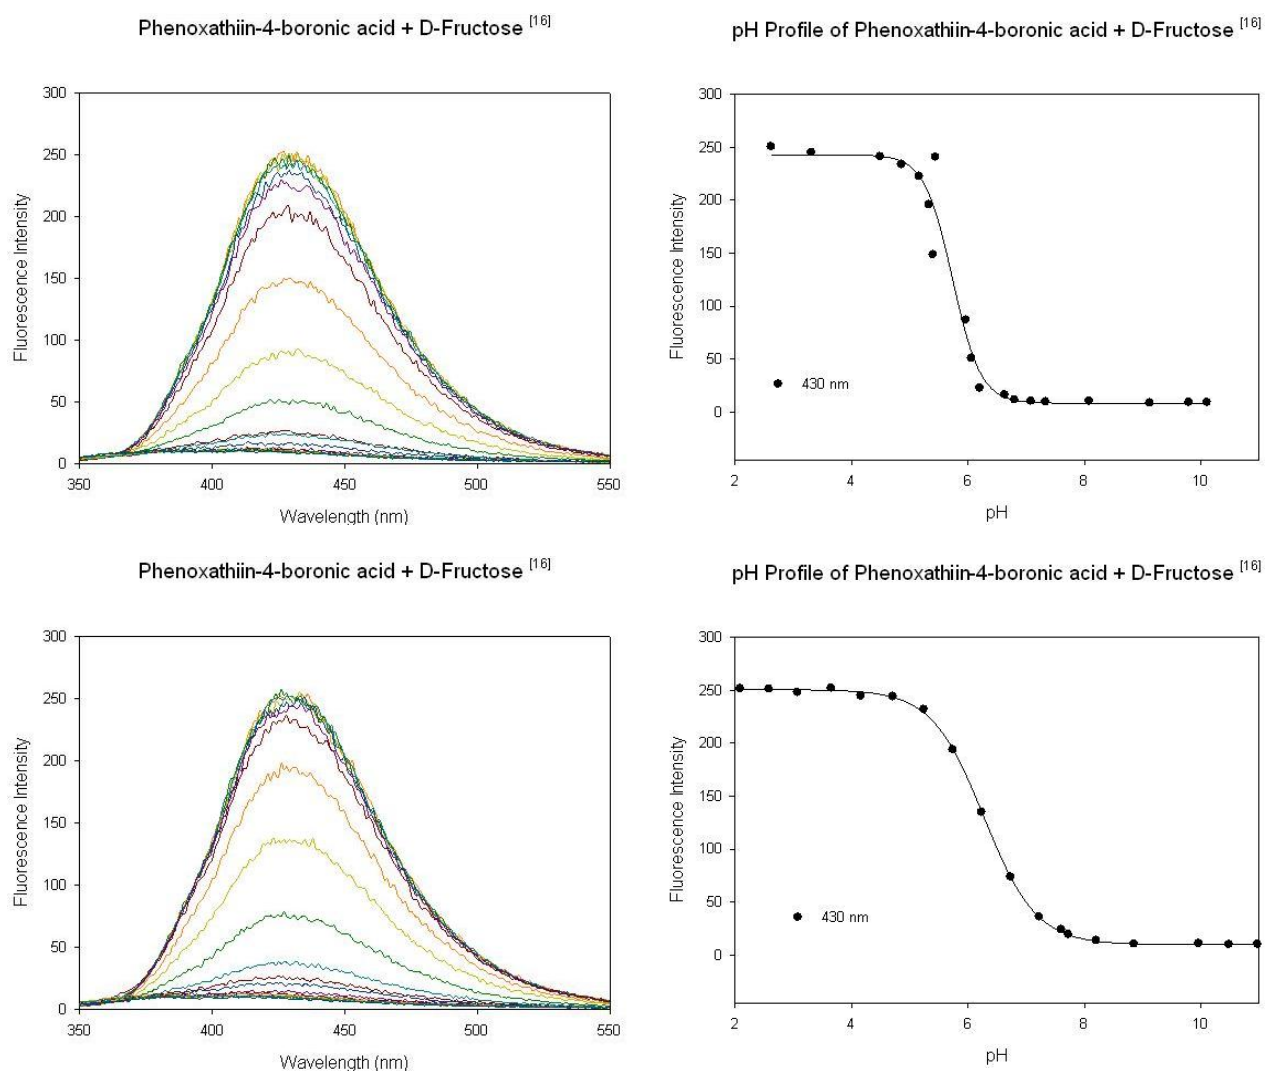 Phenoxathiin-4-boronic acid + D-Fructose [16]
300
250
200
150
100
50
0
Fluorescence Intensity
350 400 450 500 550
Wavelength (nm)
pH Profile of Phenoxathiin-4-boronic acid + D-Fructose [16]
300
250
200
150
100
50
0
Fluorescence Intensity
430 nm
2 4 6 8 10
pH
Phenoxathiin-4-boronic acid + D-Fructose [16]
300
250
200
150
100
50
0
Fluorescence Intensity
350 400 450 500 550
Wavelength (nm)
pH Profile of Phenoxathiin-4-boronic acid + D-Fructose [16]
300
250
200
150
100
50
0
Fluorescence Intensity
430 nm
2 4 6 8 10
pH